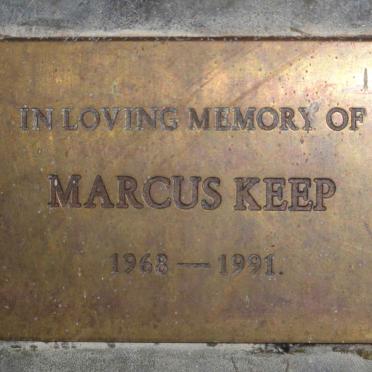 IN LOVING MEMORY OF
MARCUS KEEP
1968 — 1991.